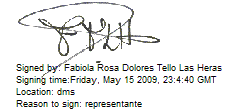 Signed by: Fabiola Rosa Dolores Tello Las Heras
Signing time:Friday, May 15 2009, 23:4:40 GMT
Location: dms
Reason to sign: representante